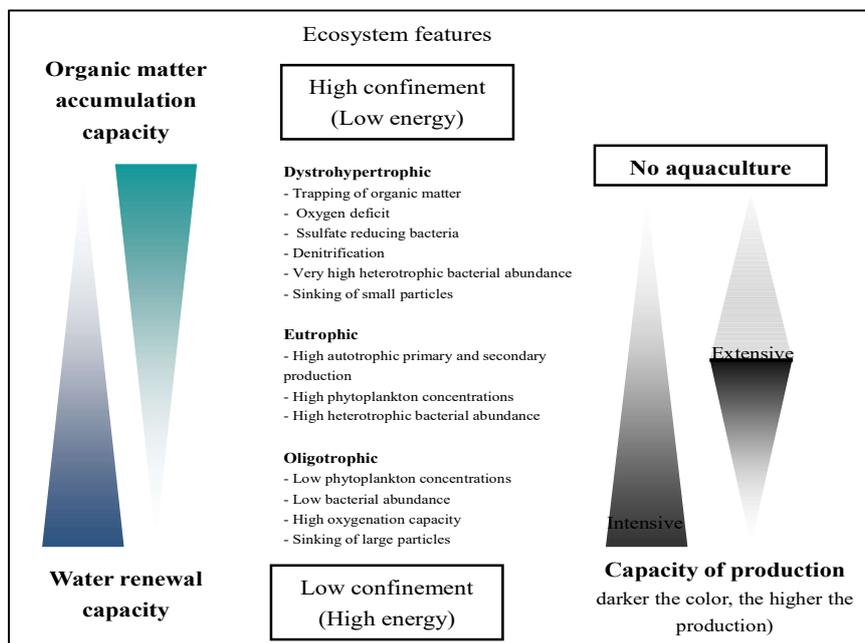 Ecosystem features
Organic matter
accumulation
capacity
High confinement
(Low energy)
Dystrohypertrophic
- Trapping of organic matter
- Oxygen deficit
- Ssulfate reducing bacteria
- Denitrification
- Very high heterotrophic bacterial abundance
- Sinking of small particles
Eutrophic
- High autotrophic primary and secondary
production
- High phytoplankton concentrations
- High heterotrophic bacterial abundance
Oligotrophic
- Low phytoplankton concentrations
- Low bacterial abundance
- High oxygenation capacity
- Sinking of large particles
Water renewal
capacity
Low confinement
(High energy)
No aquaculture
Extensive
Intensive
Capacity of production
darker the color, the higher the
production)